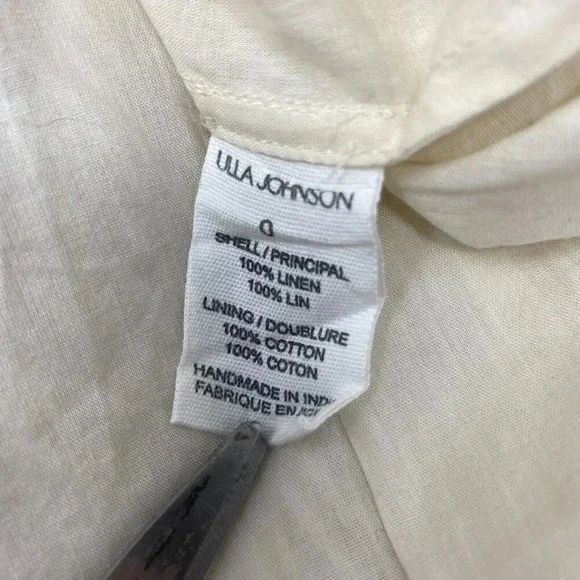 ULLA JOHNSON
0
SHELL / PRINCIPAL
100% LINEN
100% LIN
LINING / DOUBLURE
100% COTTON
100% COTON
HANDMADE IN
FABRIQUE EN